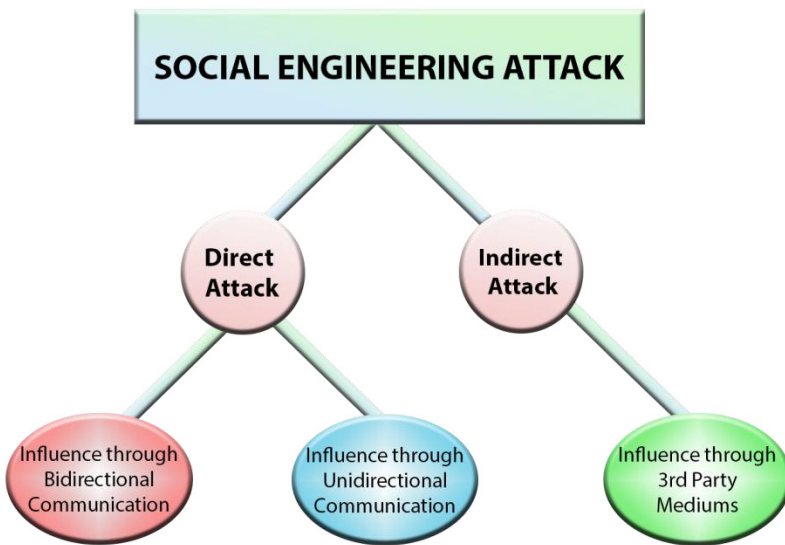 SOCIAL ENGINEERING ATTACK
Direct
Attack
Indirect
Attack
Influence through
Bidirectional
Communication
Influence through
Unidirectional
Communication
Influence through
3rd Party
Mediums